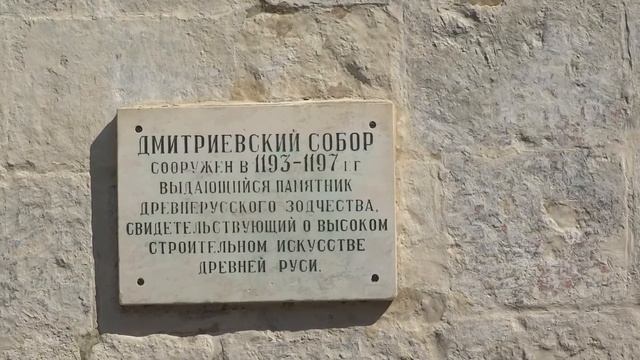 ДМИТРИЕВСКИЙ СОБОР
СООРУЖЕН В 1193-1197 г г
ВЫДАЮЩИЙСЯ ПАМЯТНИК
ДРЕВНЕРУССКОГО ЗОДЧЕСТВА,
СВИДЕТЕЛЬСТВУЮЩИЙ О ВЫСОКОМ
СТРОИТЕЛЬНОМ ИСКУССТВЕ
ДРЕВНЕЙ РУСИ.